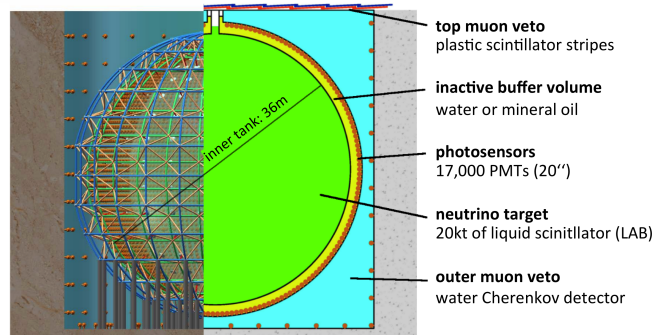 top muon veto
plastic scintillator stripes
inactive buffer volume
water or mineral oil
inner tank: 36m
photosensors
17,000 PMTs (20‘‘)
neutrino target
20kt of liquid scinitllator (LAB)
outer muon veto
water Cherenkov detector